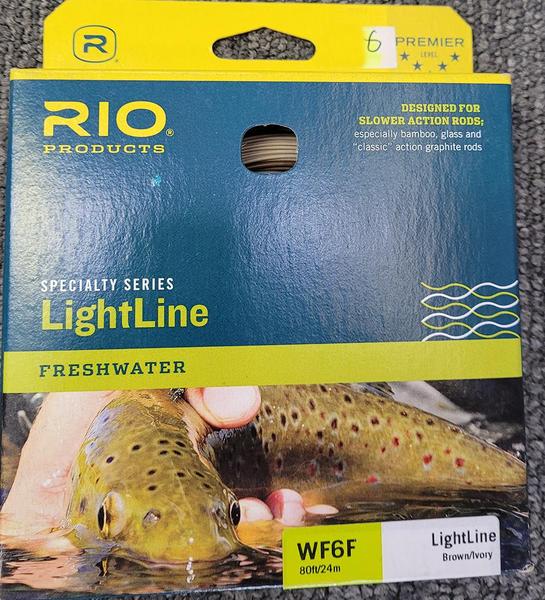 R
6
PREMIER
LEVEL
RIO®
PRODUCTS
DESIGNED FOR
SLOWER ACTION RODS;
especially bamboo, glass and
"classic" action graphite rods
SPECIALTY SERIES
LightLine
FRESHWATER
WF6F
80ft/24m
LightLine
Brown/Ivory